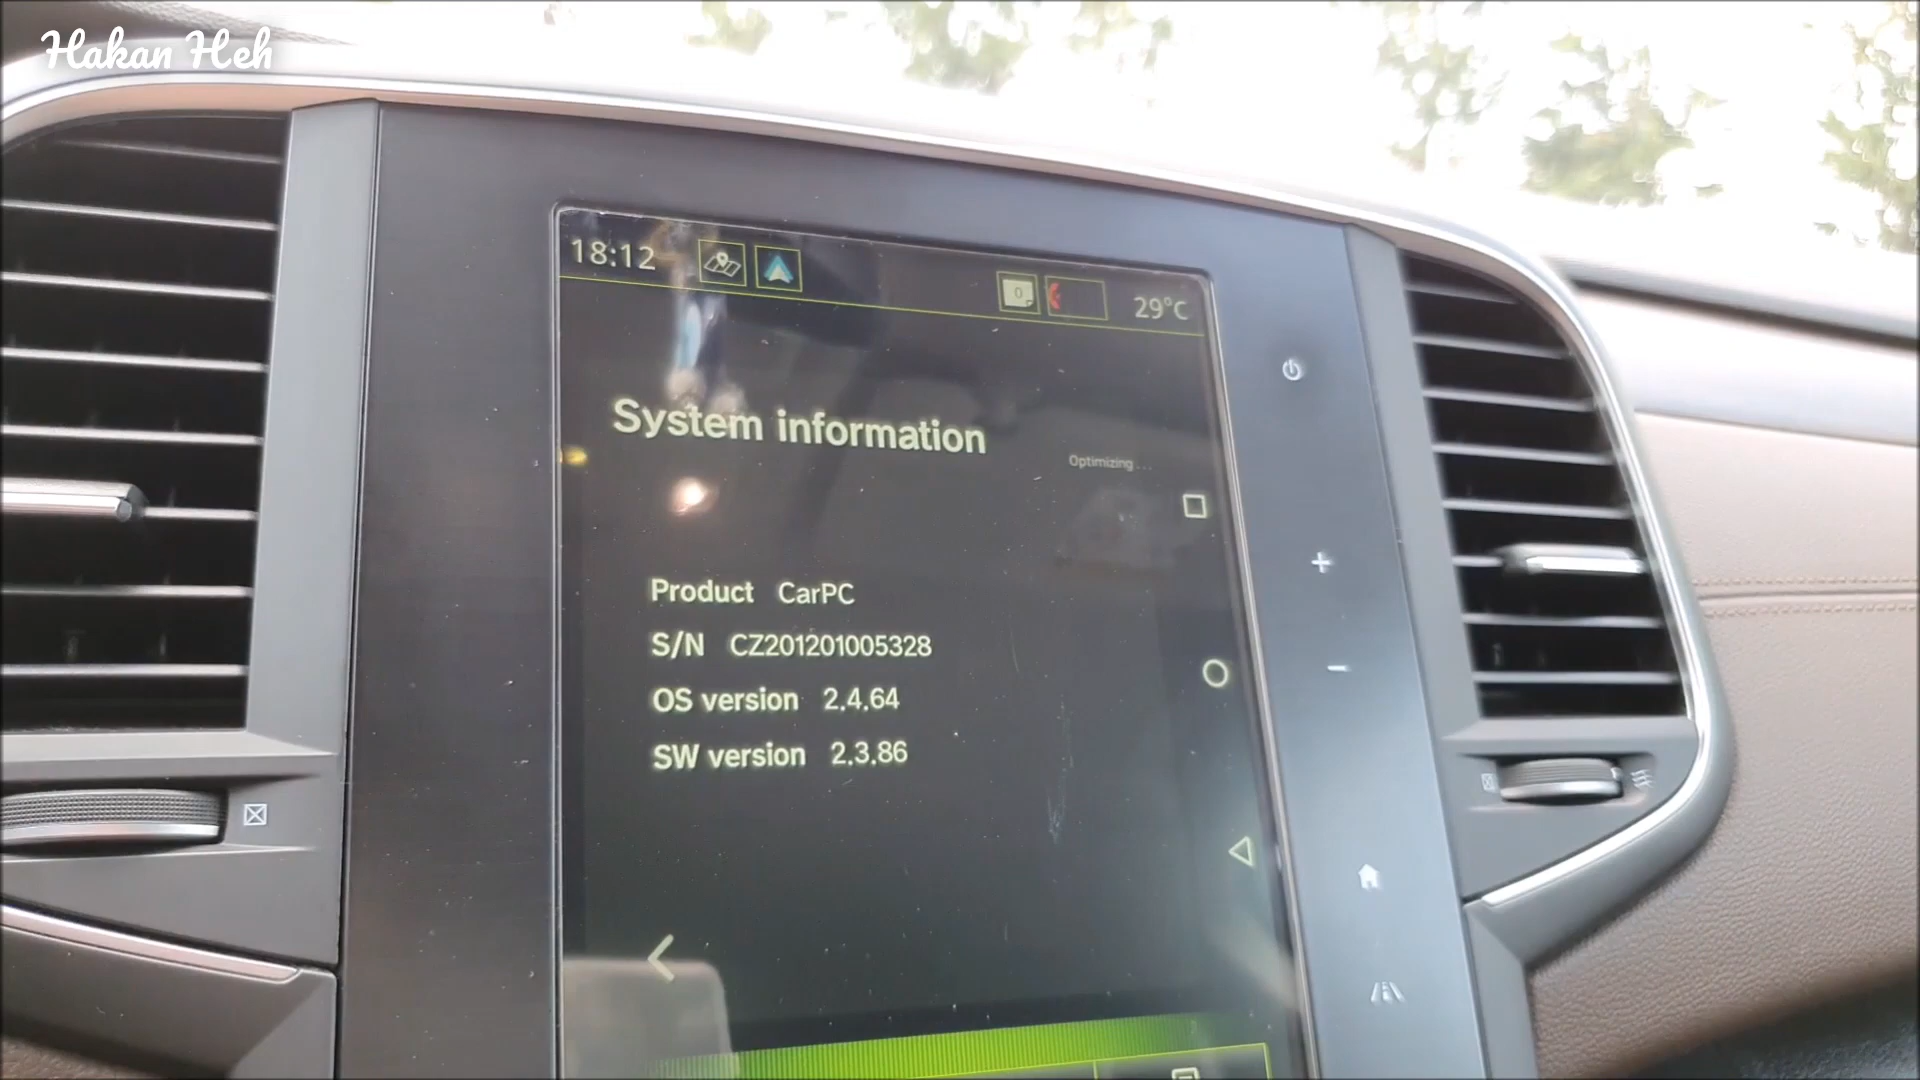 Hakan Heh
18:12
0
29°C
System information
Optimizing ...
Product CarPC
S/N CZ201201005328
OS version 2.4.64
SW version 2.3.86